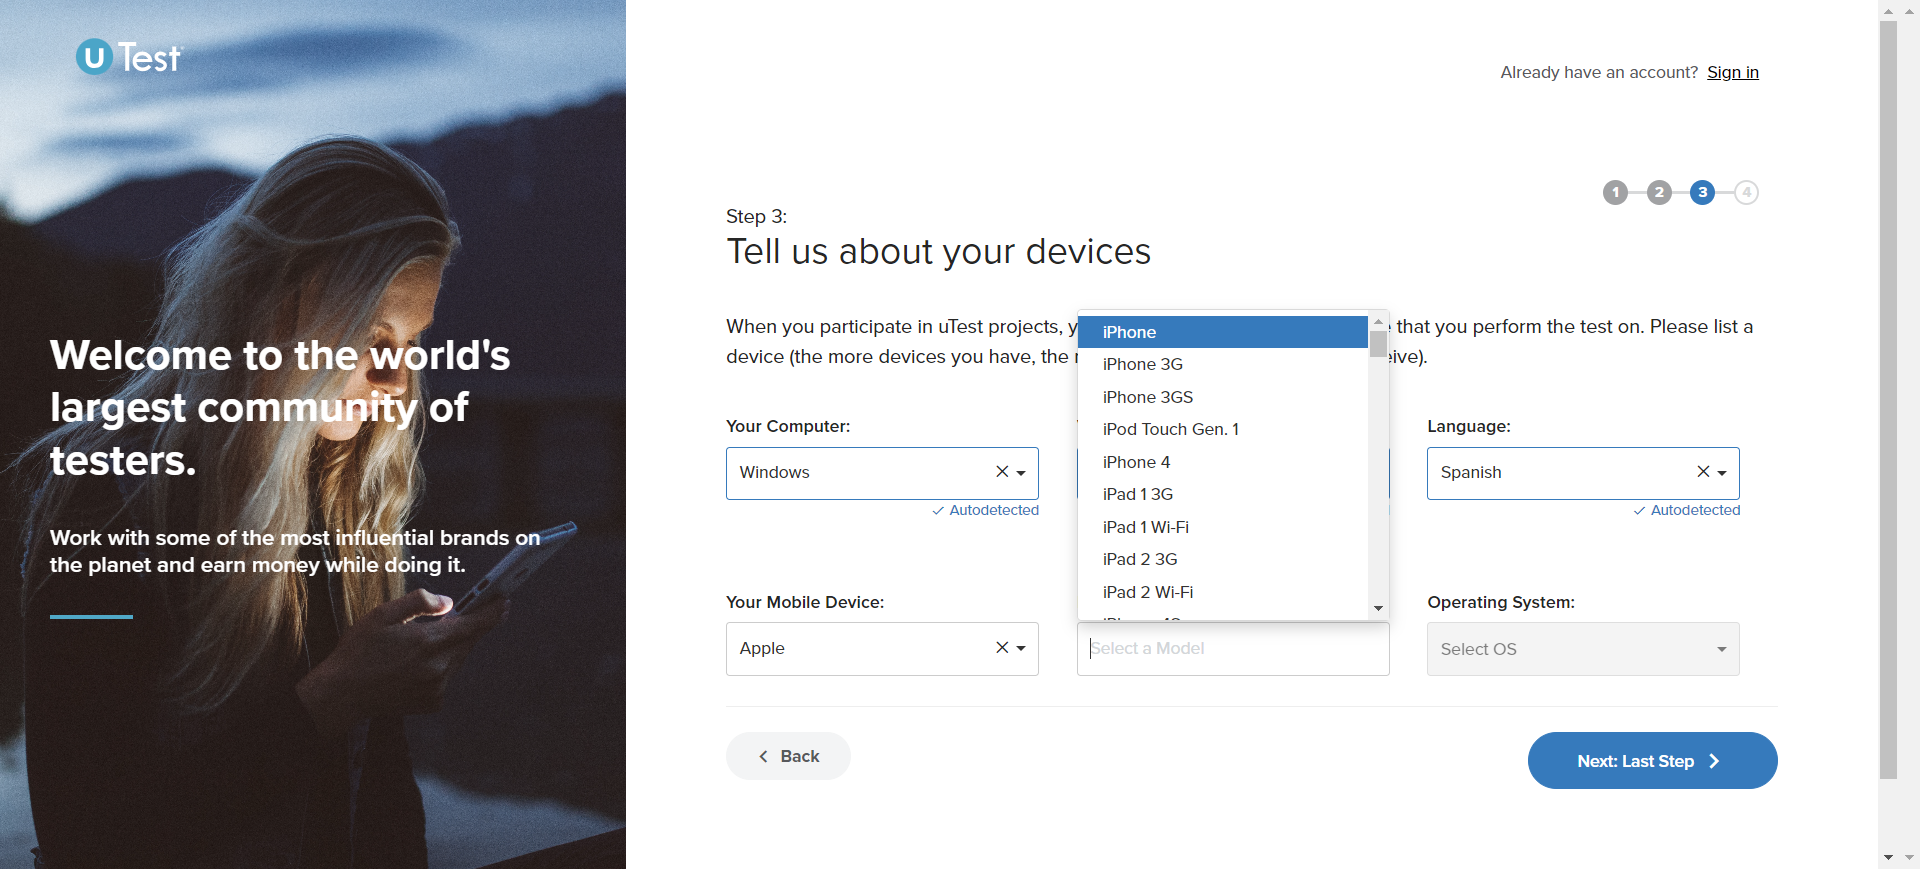 U Test
Already have an account? Sign in
1 2 3 4
Step 3:
Tell us about your devices
When you participate in uTest projects, y
that you perform the test on. Please list a
device (the more devices you have, the
eive).
Welcome to the world's
largest community of
testers.
Work with some of the most influential brands on
the planet and earn money while doing it.
Your Computer:
Windows
Autodetected
iPhone
iPhone 3G
iPhone 3GS
iPod Touch Gen. 1
iPhone 4
iPad 1 3G
iPad 1 Wi-Fi
iPad 2 3G
iPad 2 Wi-Fi
Language:
Spanish
Autodetected
Your Mobile Device:
Apple
Select a Model
Operating System:
Select OS
Back
Next: Last Step